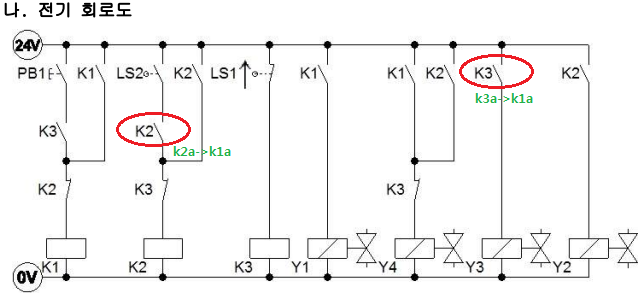 나. 전기 회로도
24V
PB1 K1 LS2 K2 LS1 K1 K1 K2 K3 K2
k3a->k1a
K3 K2
k2a->k1a
K2 K3 K3
K1 K2 K3 Y1 Y4 Y3 Y2
0V